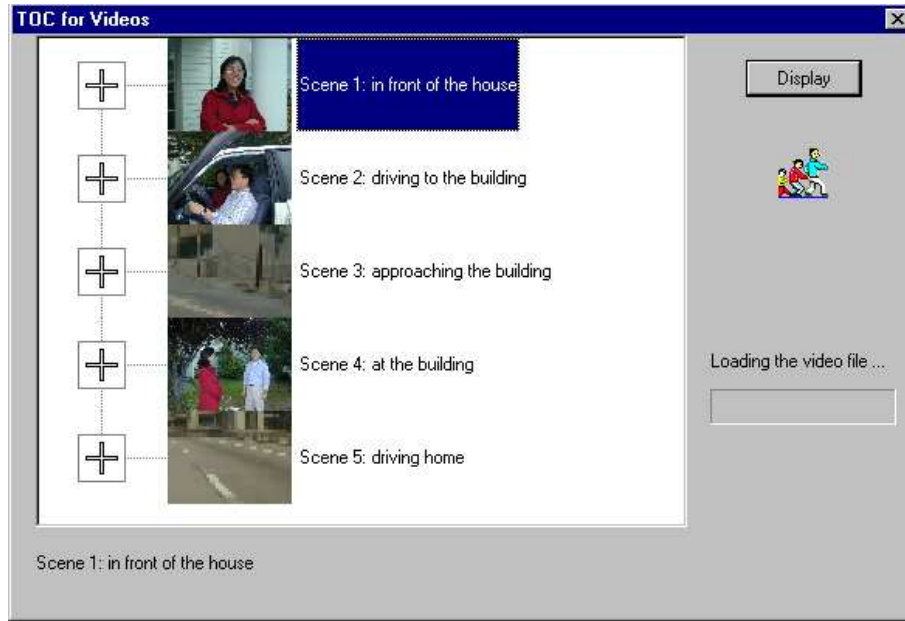 TOC for Videos
Scene 1: in front of the house
Display
Scene 2: driving to the building
Scene 3: approaching the building
Scene 4: at the building
Loading the video file ...
Scene 5: driving home
Scene 1: in front of the house